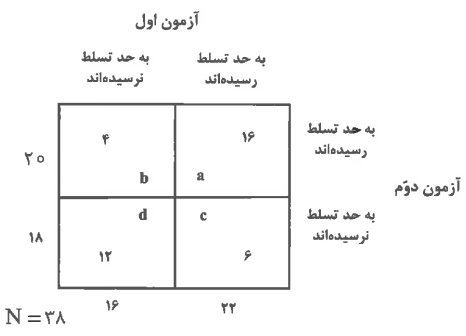 آزمون اول
به حد تسلط رسیده‌اند
به حد تسلط نرسیده‌اند
به حد تسلط رسیده‌اند
۱۶
۴
۲۰
a
b
آزمون دوّم
به حد تسلط نرسیده‌اند
c
d
۱۸
۶
۱۲
۲۲
۱۶
N = ۳۸